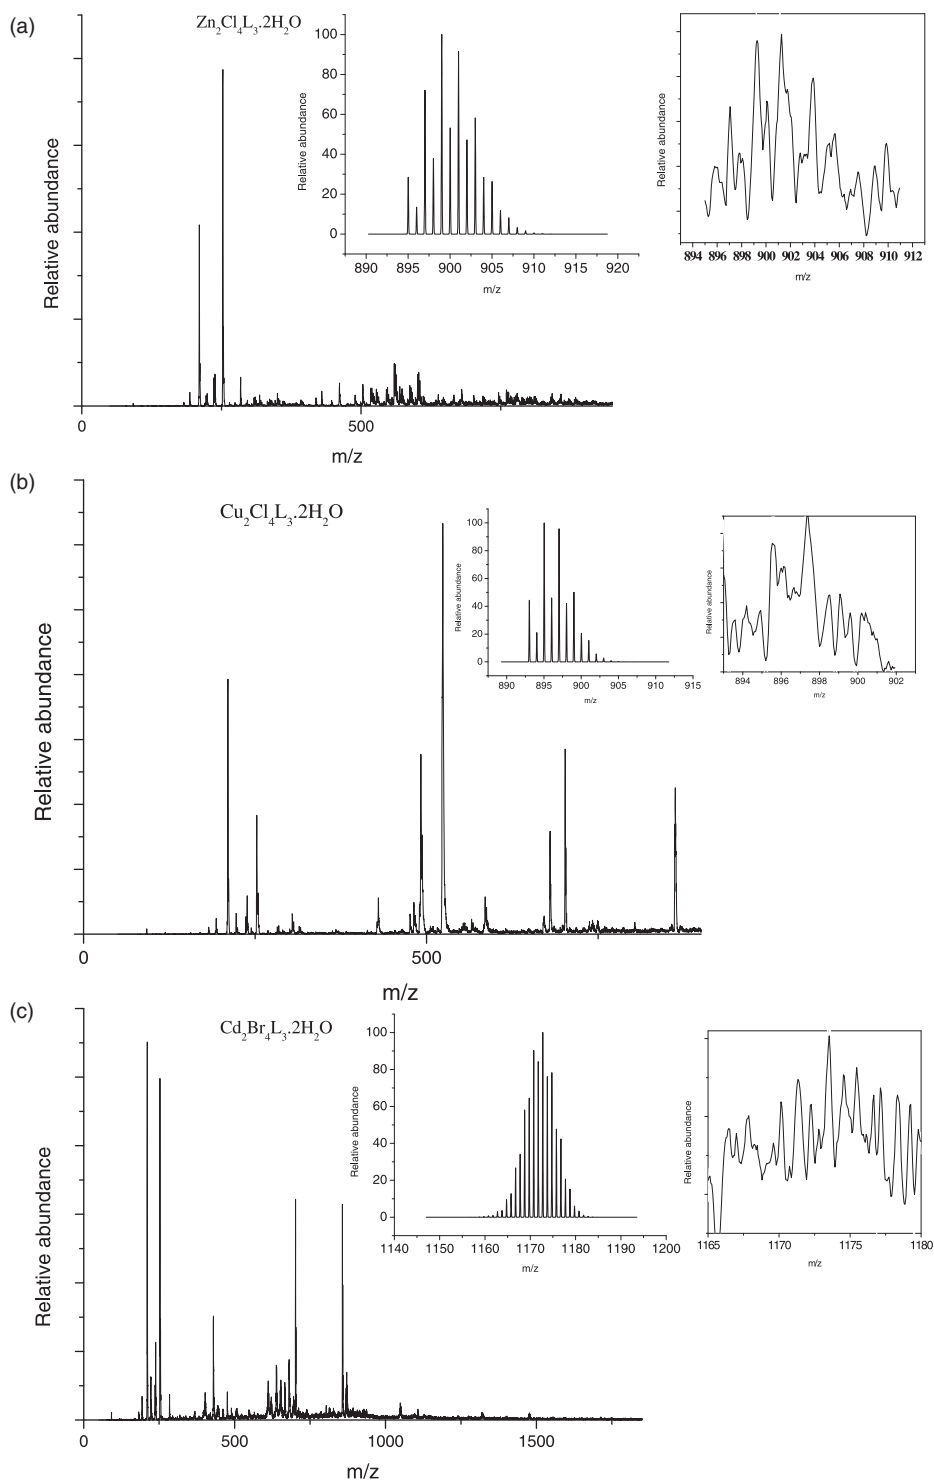 (a)
Zn2Cl4L3.2H2O
Relative abundance
0
500
m/z
Relative abundance
100
80
60
40
20
0
890 895 900 905 910 915 920
m/z
Relative abundance
894 896 898 900 902 904 906 908 910 912
m/z
(b)
Cu2Cl4L3.2H2O
Relative abundance
0
500
m/z
Relative abundance
100
80
60
40
20
0
890 895 900 905 910 915
m/z
Relative abundance
894 896 898 900 902
m/z
(c)
Cd2Br4L3.2H2O
Relative abundance
0 500 1000 1500
m/z
Relative abundance
100
80
60
40
20
0
1140 1150 1160 1170 1180 1190 1200
m/z
Relative abundance
1165 1170 1175 1180
m/z